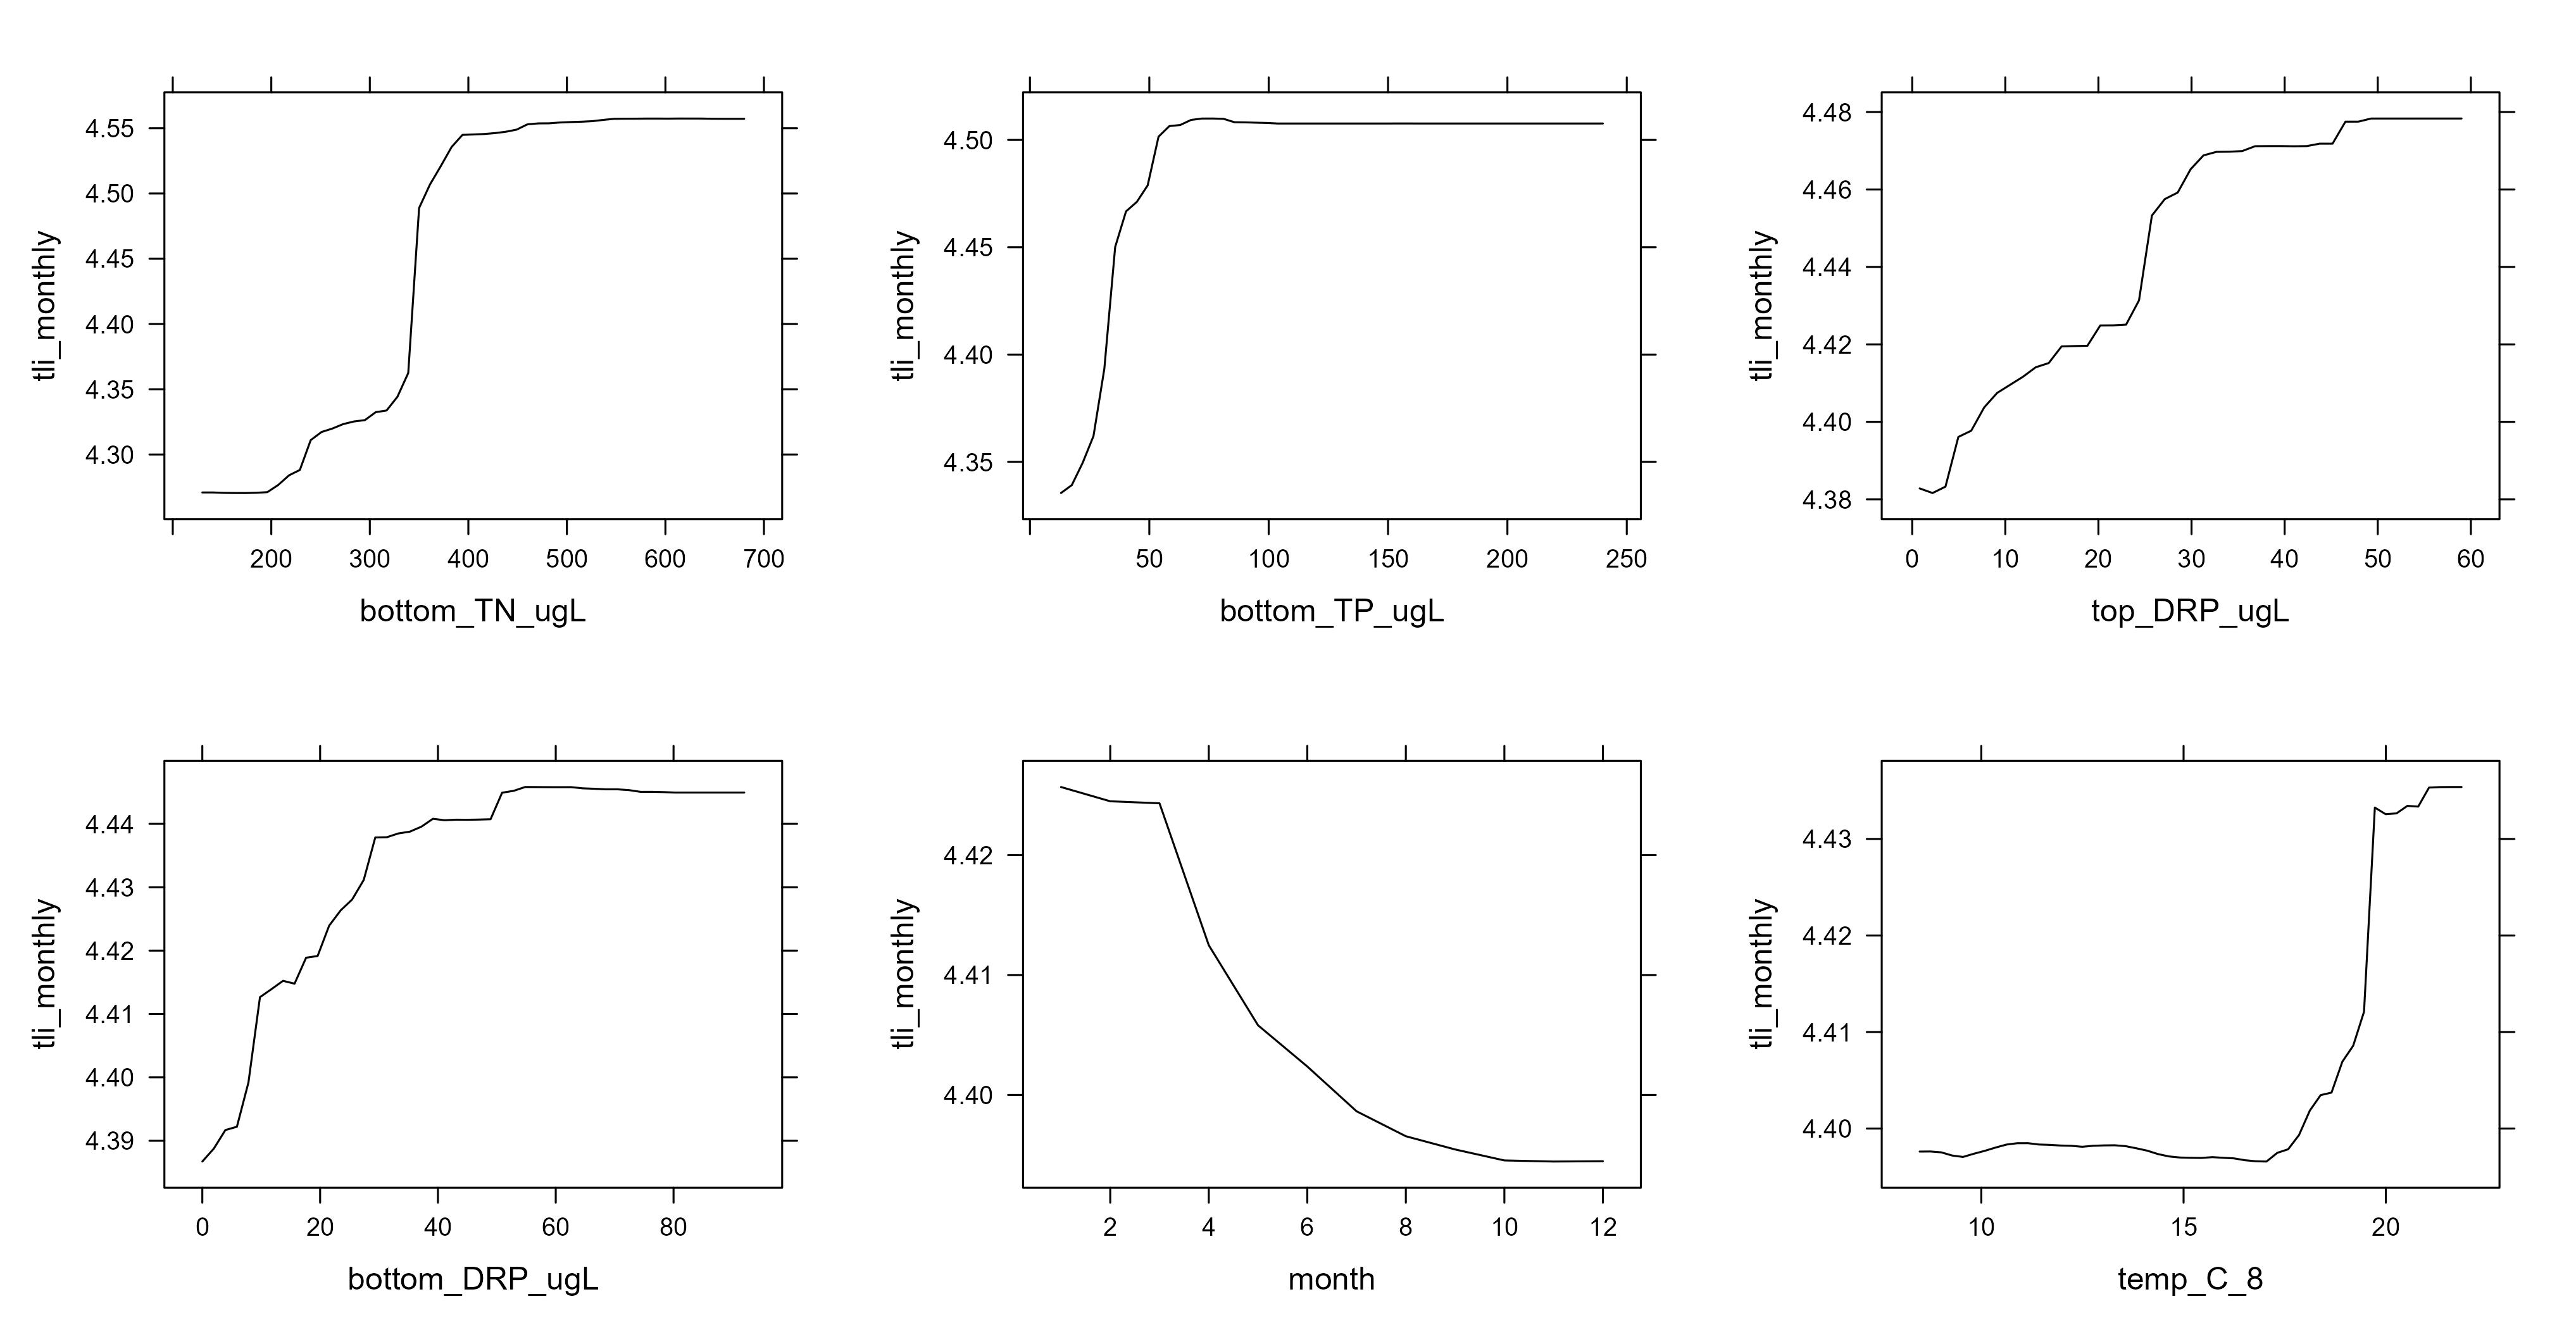 4.55
4.50
4.45
4.40
4.35
4.30
tli_monthly
200 300 400 500 600 700
bottom_TN_ugL
4.50
4.45
4.40
4.35
tli_monthly
50 100 150 200 250
bottom_TP_ugL
4.48
4.46
4.44
4.42
4.40
4.38
tli_monthly
0 10 20 30 40 50 60
top_DRP_ugL
4.44
4.43
4.42
4.41
4.40
4.39
tli_monthly
0 20 40 60 80
bottom_DRP_ugL
4.42
4.41
4.40
tli_monthly
2 4 6 8 10 12
month
4.43
4.42
4.41
4.40
tli_monthly
10 15 20
temp_C_8